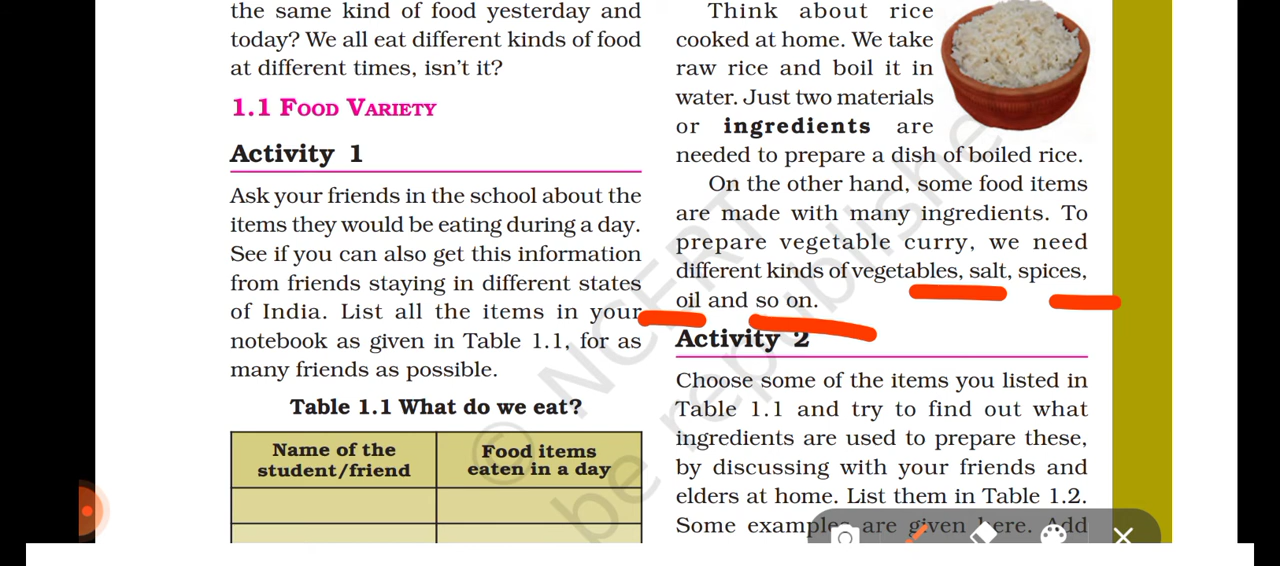 the same kind of food yesterday and
today? We all eat different kinds of food
at different times, isn't it?
1.1 FOOD VARIETY
Activity 1
Ask your friends in the school about the
items they would be eating during a day.
See if you can also get this information
from friends staying in different states
of India. List all the items in your
notebook as given in Table 1.1, for as
many friends as possible.
Table 1.1 What do we eat?
Name of the
student/friend
Food items
eaten in a day
Think about rice
cooked at home. We take
raw rice and boil it in
water. Just two materials
or ingredients are
needed to prepare a dish of boiled rice.
On the other hand, some food items
are made with many ingredients. To
prepare vegetable curry, we need
different kinds of vegetables, salt, spices,
oil and so on.
Activity 2
Choose some of the items you listed in
Table 1.1 and try to find out what
ingredients are used to prepare these,
by discussing with your friends and
elders at home. List them in Table 1.2.
Some examples are given here. Add
© NCERT
be republishe